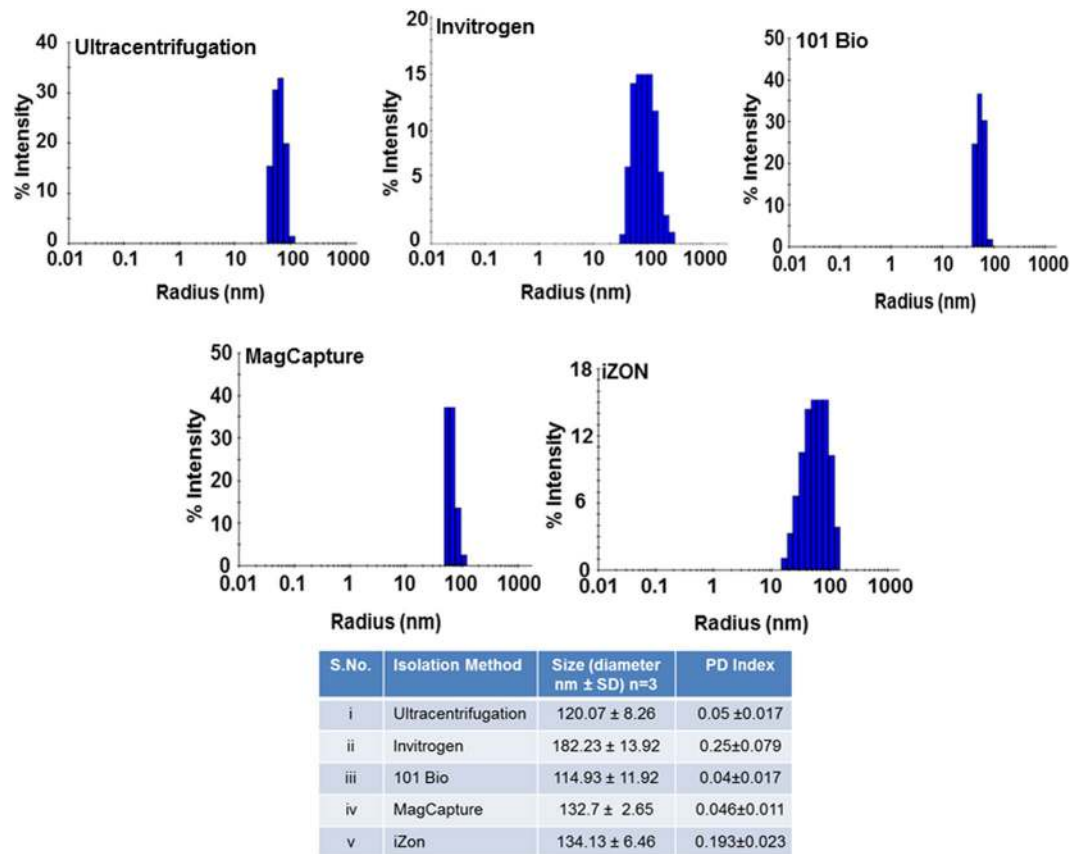 Ultracentrifugation
% Intensity
40
30
20
10
0
0.01 0.1 1 10 100 1000
Radius (nm)
Invitrogen
% Intensity
20
15
10
5
5
0
0.01 0.1 1 10 100 1000
Radius (nm)
101 Bio
% Intensity
50
40
30
20
10
0
0.01 0.1 1 10 100 1000
Radius (nm)
MagCapture
% Intensity
50
40
30
20
10
0
0.01 0.1 1 10 100 1000
Radius (nm)
iZON
% Intensity
18
12
6
0
0.01 0.1 1 10 100 1000
Radius (nm)
S.No. Isolation Method Size (diameter PD Index
nm ± SD) n=3
i Ultracentrifugation 120.07 ± 8.26 0.05 ±0.017
ii Invitrogen 182.23 ± 13.92 0.25±0.079
iii 101 Bio 114.93 ± 11.92 0.04±0.017
iv MagCapture 132.7 ± 2.65 0.046±0.011
v iZon 134.13 ± 6.46 0.193±0.023